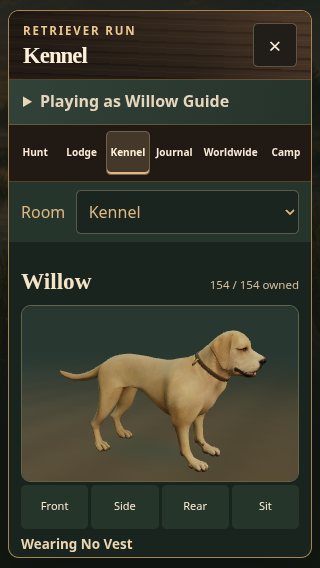 RETRIEVER RUN
Kennel
✕
▶ Playing as Willow Guide
Hunt Lodge Kennel Journal Worldwide Camp
Room Kennel
Willow 154 / 154 owned
Front Side Rear Sit
Wearing No Vest